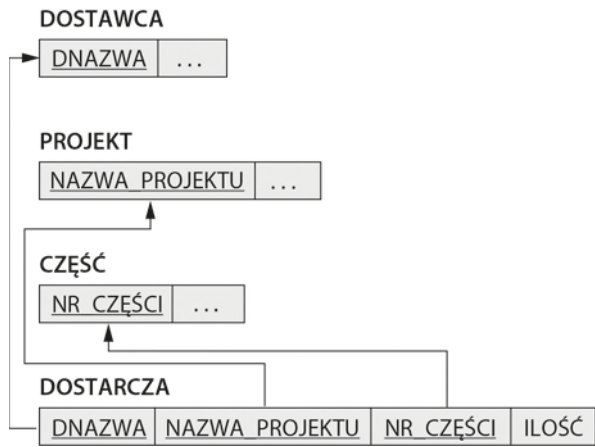 DOSTAWCA
DNAZWA ...
PROJEKT
NAZWA_PROJEKTU ...
CZĘŚĆ
NR_CZĘŚCI ...
DOSTARCZA
DNAZWA NAZWA_PROJEKTU NR_CZĘŚCI ILOŚĆ